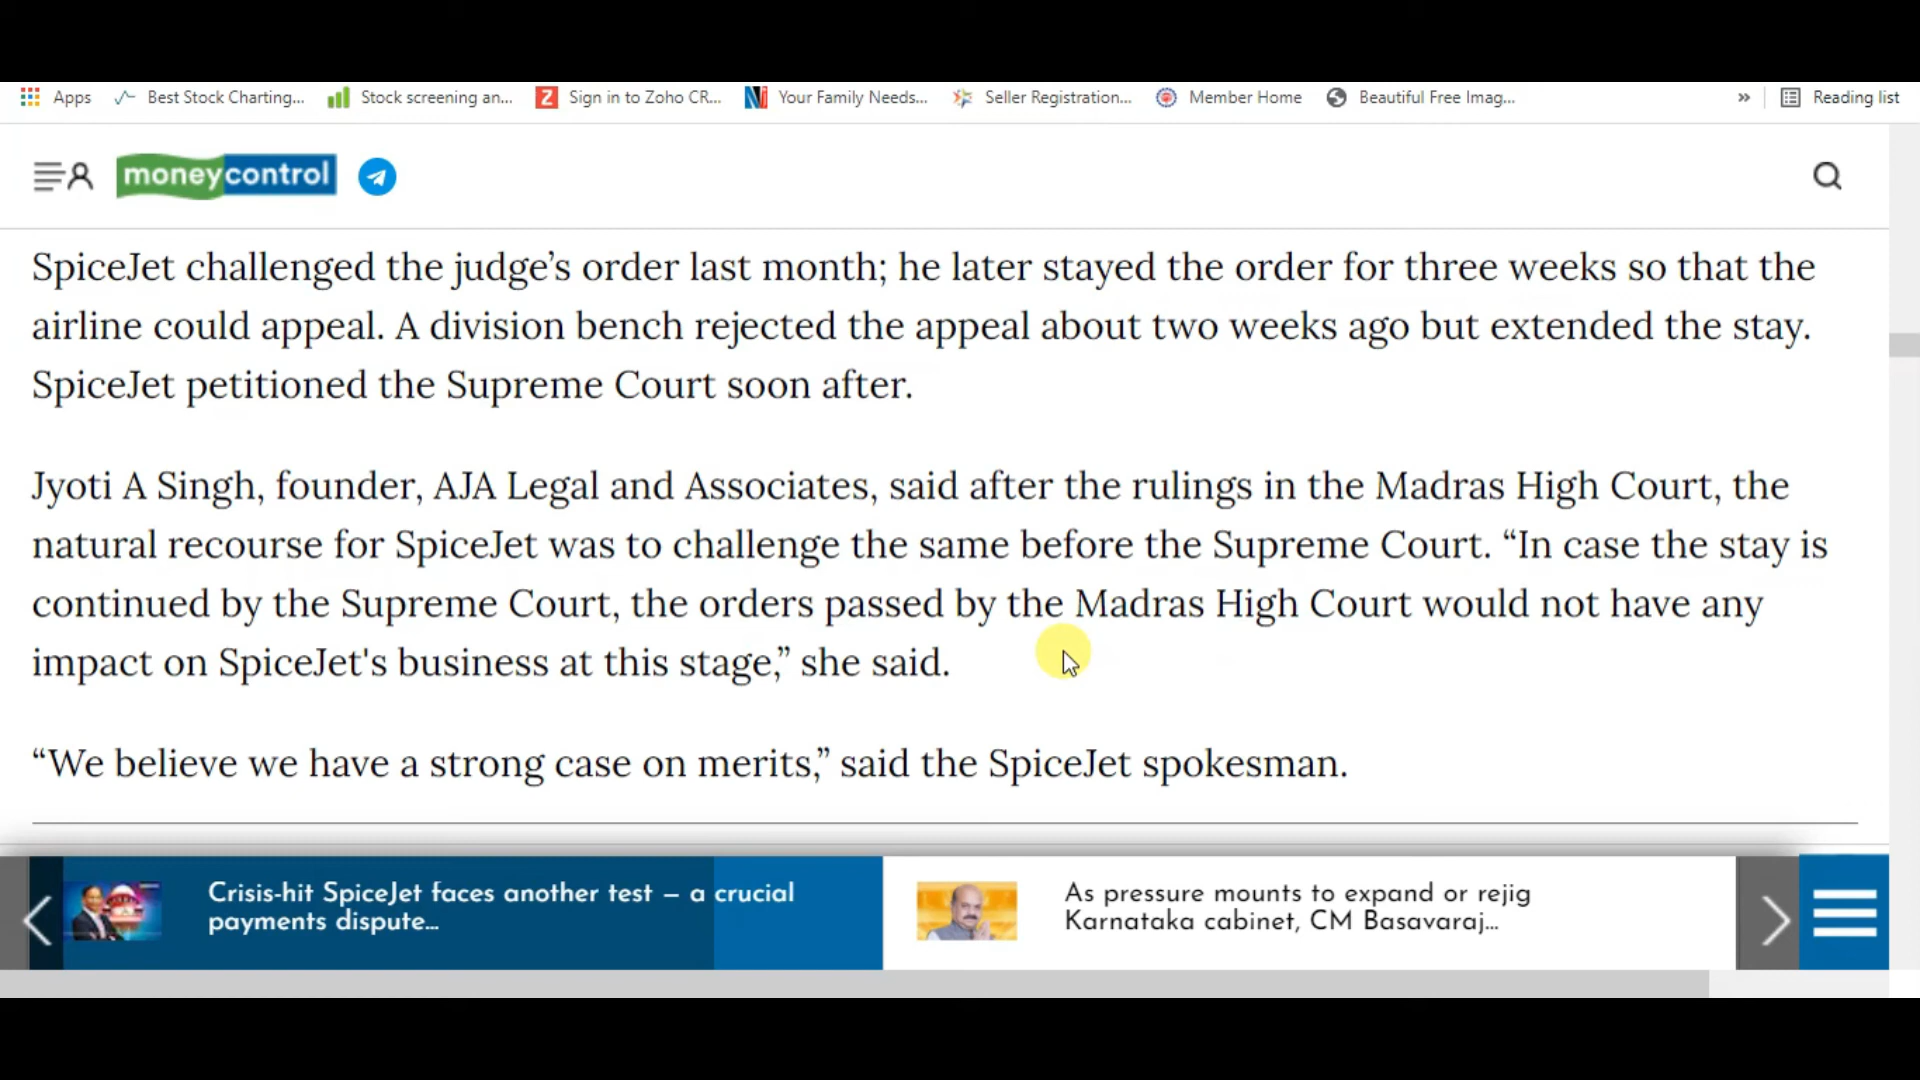 Apps Best Stock Charting... Stock screening an... Sign in to Zoho CR... Your Family Needs... Seller Registration... Member Home Beautiful Free Imag... » Reading list
moneycontrol
SpiceJet challenged the judge’s order last month; he later stayed the order for three weeks so that the
airline could appeal. A division bench rejected the appeal about two weeks ago but extended the stay.
SpiceJet petitioned the Supreme Court soon after.
Jyoti A Singh, founder, AJA Legal and Associates, said after the rulings in the Madras High Court, the
natural recourse for SpiceJet was to challenge the same before the Supreme Court. “In case the stay is
continued by the Supreme Court, the orders passed by the Madras High Court would not have any
impact on SpiceJet's business at this stage,” she said.
“We believe we have a strong case on merits,” said the SpiceJet spokesman.
Crisis-hit SpiceJet faces another test – a crucial
payments dispute...
As pressure mounts to expand or rejig
Karnataka cabinet, CM Basavaraj...